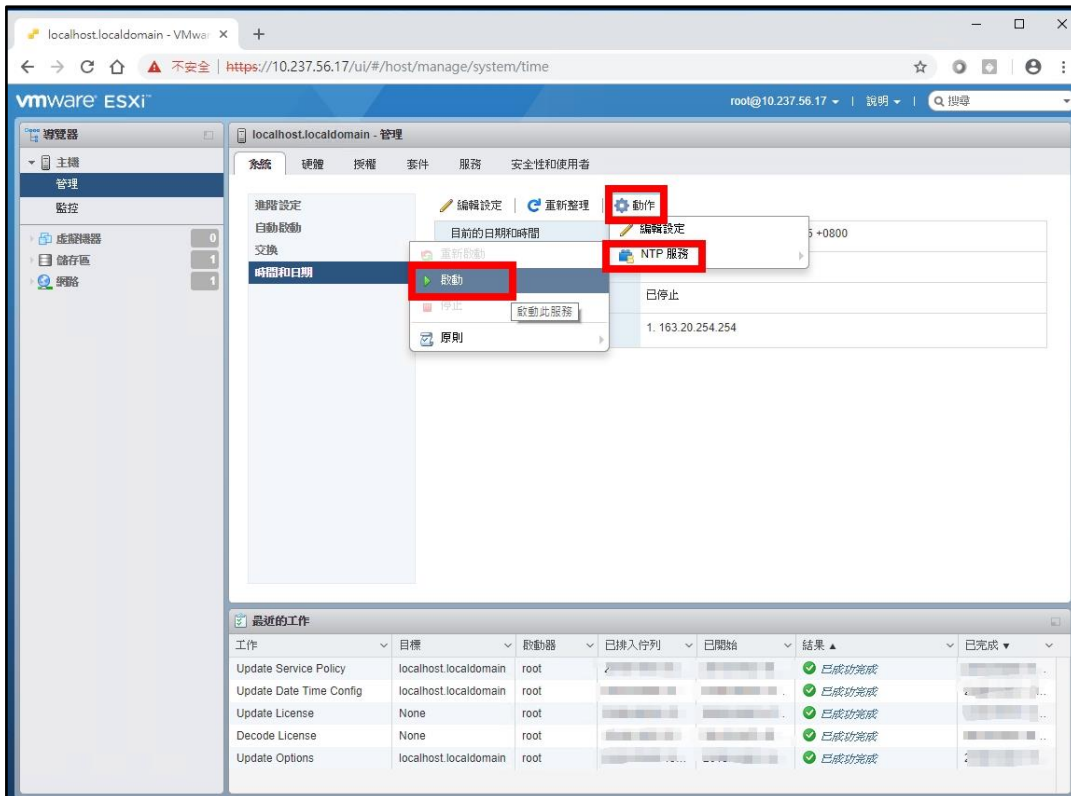 localhost.localdomain - VMwar
不安全 | https://10.237.56.17/ui/#/host/manage/system/time
vmware ESXi™
root@10.237.56.17 | 說明 | 搜尋
導覽器
主機
管理
監控
虛擬機器 0
儲存區 1
網路 1
localhost.localdomain - 管理
系統 硬體 授權 套件 服務 安全性和使用者
進階設定
自動啟動
交換
時間和日期
編輯設定 | 重新整理 | 動作
目前的日期和時間
5 +0800
編輯設定
NTP 服務
重新啟動
啟動
停止
啟動此服務
原則
已停止
1. 163.20.254.254
最近的工作
工作 目標 啟動器 已排入佇列 已開始 結果 ▲ 已完成 ▼
Update Service Policy localhost.localdomain root 已成功完成
Update Date Time Config localhost.localdomain root 已成功完成
Update License None root 已成功完成
Decode License None root 已成功完成
Update Options localhost.localdomain root 已成功完成